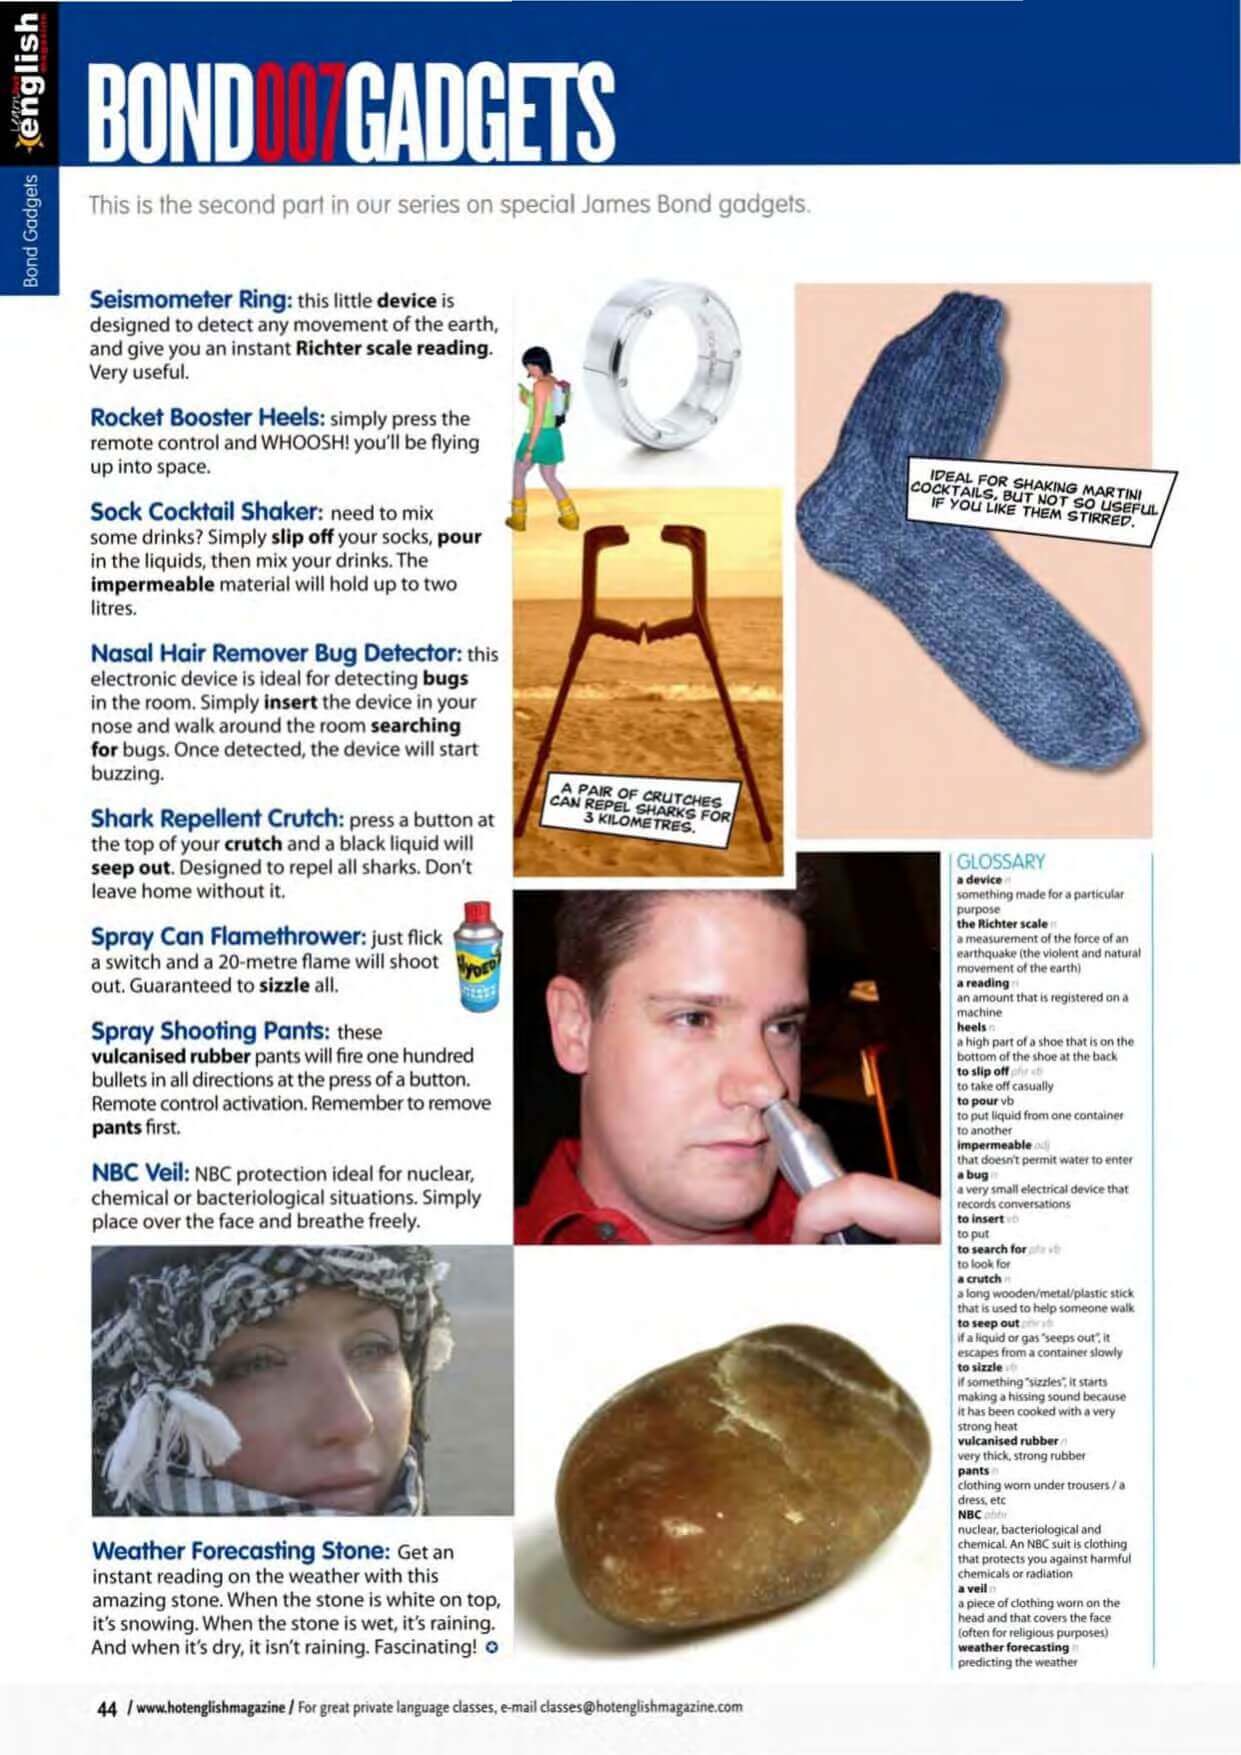 Learn hot
english
magazine
Bond Gadgets
BOND007GADGETS
This is the second part in our series on special James Bond gadgets.
Seismometer Ring: this little device is
designed to detect any movement of the earth,
and give you an instant Richter scale reading.
Very useful.
Rocket Booster Heels: simply press the
remote control and WHOOSH! you'll be flying
up into space.
Sock Cocktail Shaker: need to mix
some drinks? Simply slip off your socks, pour
in the liquids, then mix your drinks. The
impermeable material will hold up to two
litres.
Nasal Hair Remover Bug Detector: this
electronic device is ideal for detecting bugs
in the room. Simply insert the device in your
nose and walk around the room searching
for bugs. Once detected, the device will start
buzzing.
Shark Repellent Crutch: press a button at
the top of your crutch and a black liquid will
seep out. Designed to repel all sharks. Don't
leave home without it.
Spray Can Flamethrower: just flick
a switch and a 20-metre flame will shoot
out. Guaranteed to sizzle all.
Spray Shooting Pants: these
vulcanised rubber pants will fire one hundred
bullets in all directions at the press of a button.
Remote control activation. Remember to remove
pants first.
NBC Veil: NBC protection ideal for nuclear,
chemical or bacteriological situations. Simply
place over the face and breathe freely.
Weather Forecasting Stone: Get an
instant reading on the weather with this
amazing stone. When the stone is white on top,
it's snowing. When the stone is wet, it's raining.
And when it's dry, it isn't raining. Fascinating!
IDEAL FOR SHAKING MARTINI
COCKTAILS, BUT NOT SO USEFUL
IF YOU LIKE THEM STIRRED.
A PAIR OF CRUTCHES
CAN REPEL SHARKS FOR
3 KILOMETRES.
GLOSSARY
a device n
something made for a particular
purpose
the Richter scale n
a measurement of the force of an
earthquake (the violent and natural
movement of the earth)
a reading n
an amount that is registered on a
machine
heels n
a high part of a shoe that is on the
bottom of the shoe at the back
to slip off phr vb
to take off casually
to pour vb
to put liquid from one container
to another
impermeable adj
that doesn't permit water to enter
a bug n
a very small electrical device that
records conversations
to insert vb
to put
to search for phr vb
to look for
a crutch n
a long wooden/metal/plastic stick
that is used to help someone walk
to seep out phr vb
if a liquid or gas "seeps out", it
escapes from a container slowly
to sizzle vb
if something "sizzles", it starts
making a hissing sound because
it has been cooked with a very
strong heat
vulcanised rubber n
very thick, strong rubber
pants n
clothing worn under trousers / a
dress, etc
NBC abbr
nuclear, bacteriological and
chemical. An NBC suit is clothing
that protects you against harmful
chemicals or radiation
a veil n
a piece of clothing worn on the
head and that covers the face
(often for religious purposes)
weather forecasting n
predicting the weather
44 / www.hotenglishmagazine / For great private language classes, e-mail classes@hotenglishmagazine.com